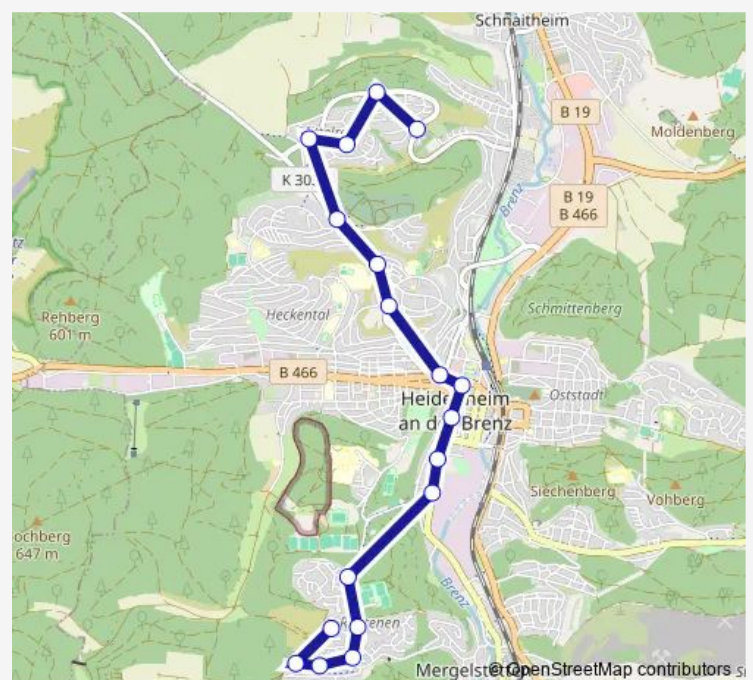 Schnaitheim
B 19
Moldenberg
K 30
B 19
B 466
Brenz
Rehberg
601 m
Heckental
Schmittenberg
B 466
Oststadt
Heidenheim
an der Brenz
Siechenberg
Vohberg
647 m
Brenz
Mergelstetten
© OpenStreetMap contributors